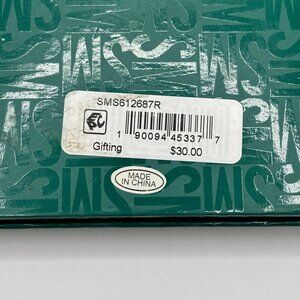 SMS612687R
1 90094 45337 7
Gifting $30.00
MADE
IN CHINA